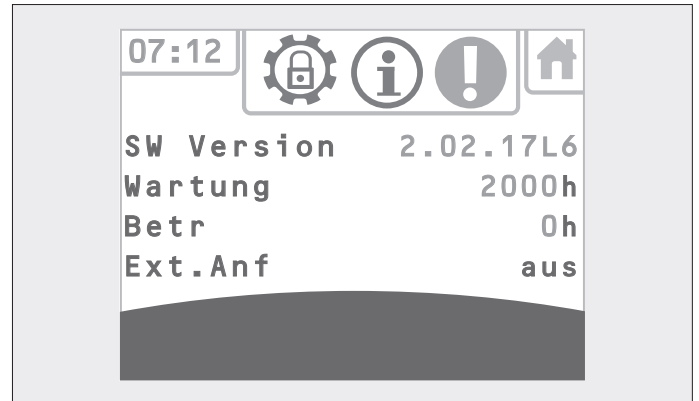 07:12
SW Version 2.02.17L6
Wartung 2000h
Betr 0h
Ext.Anf aus